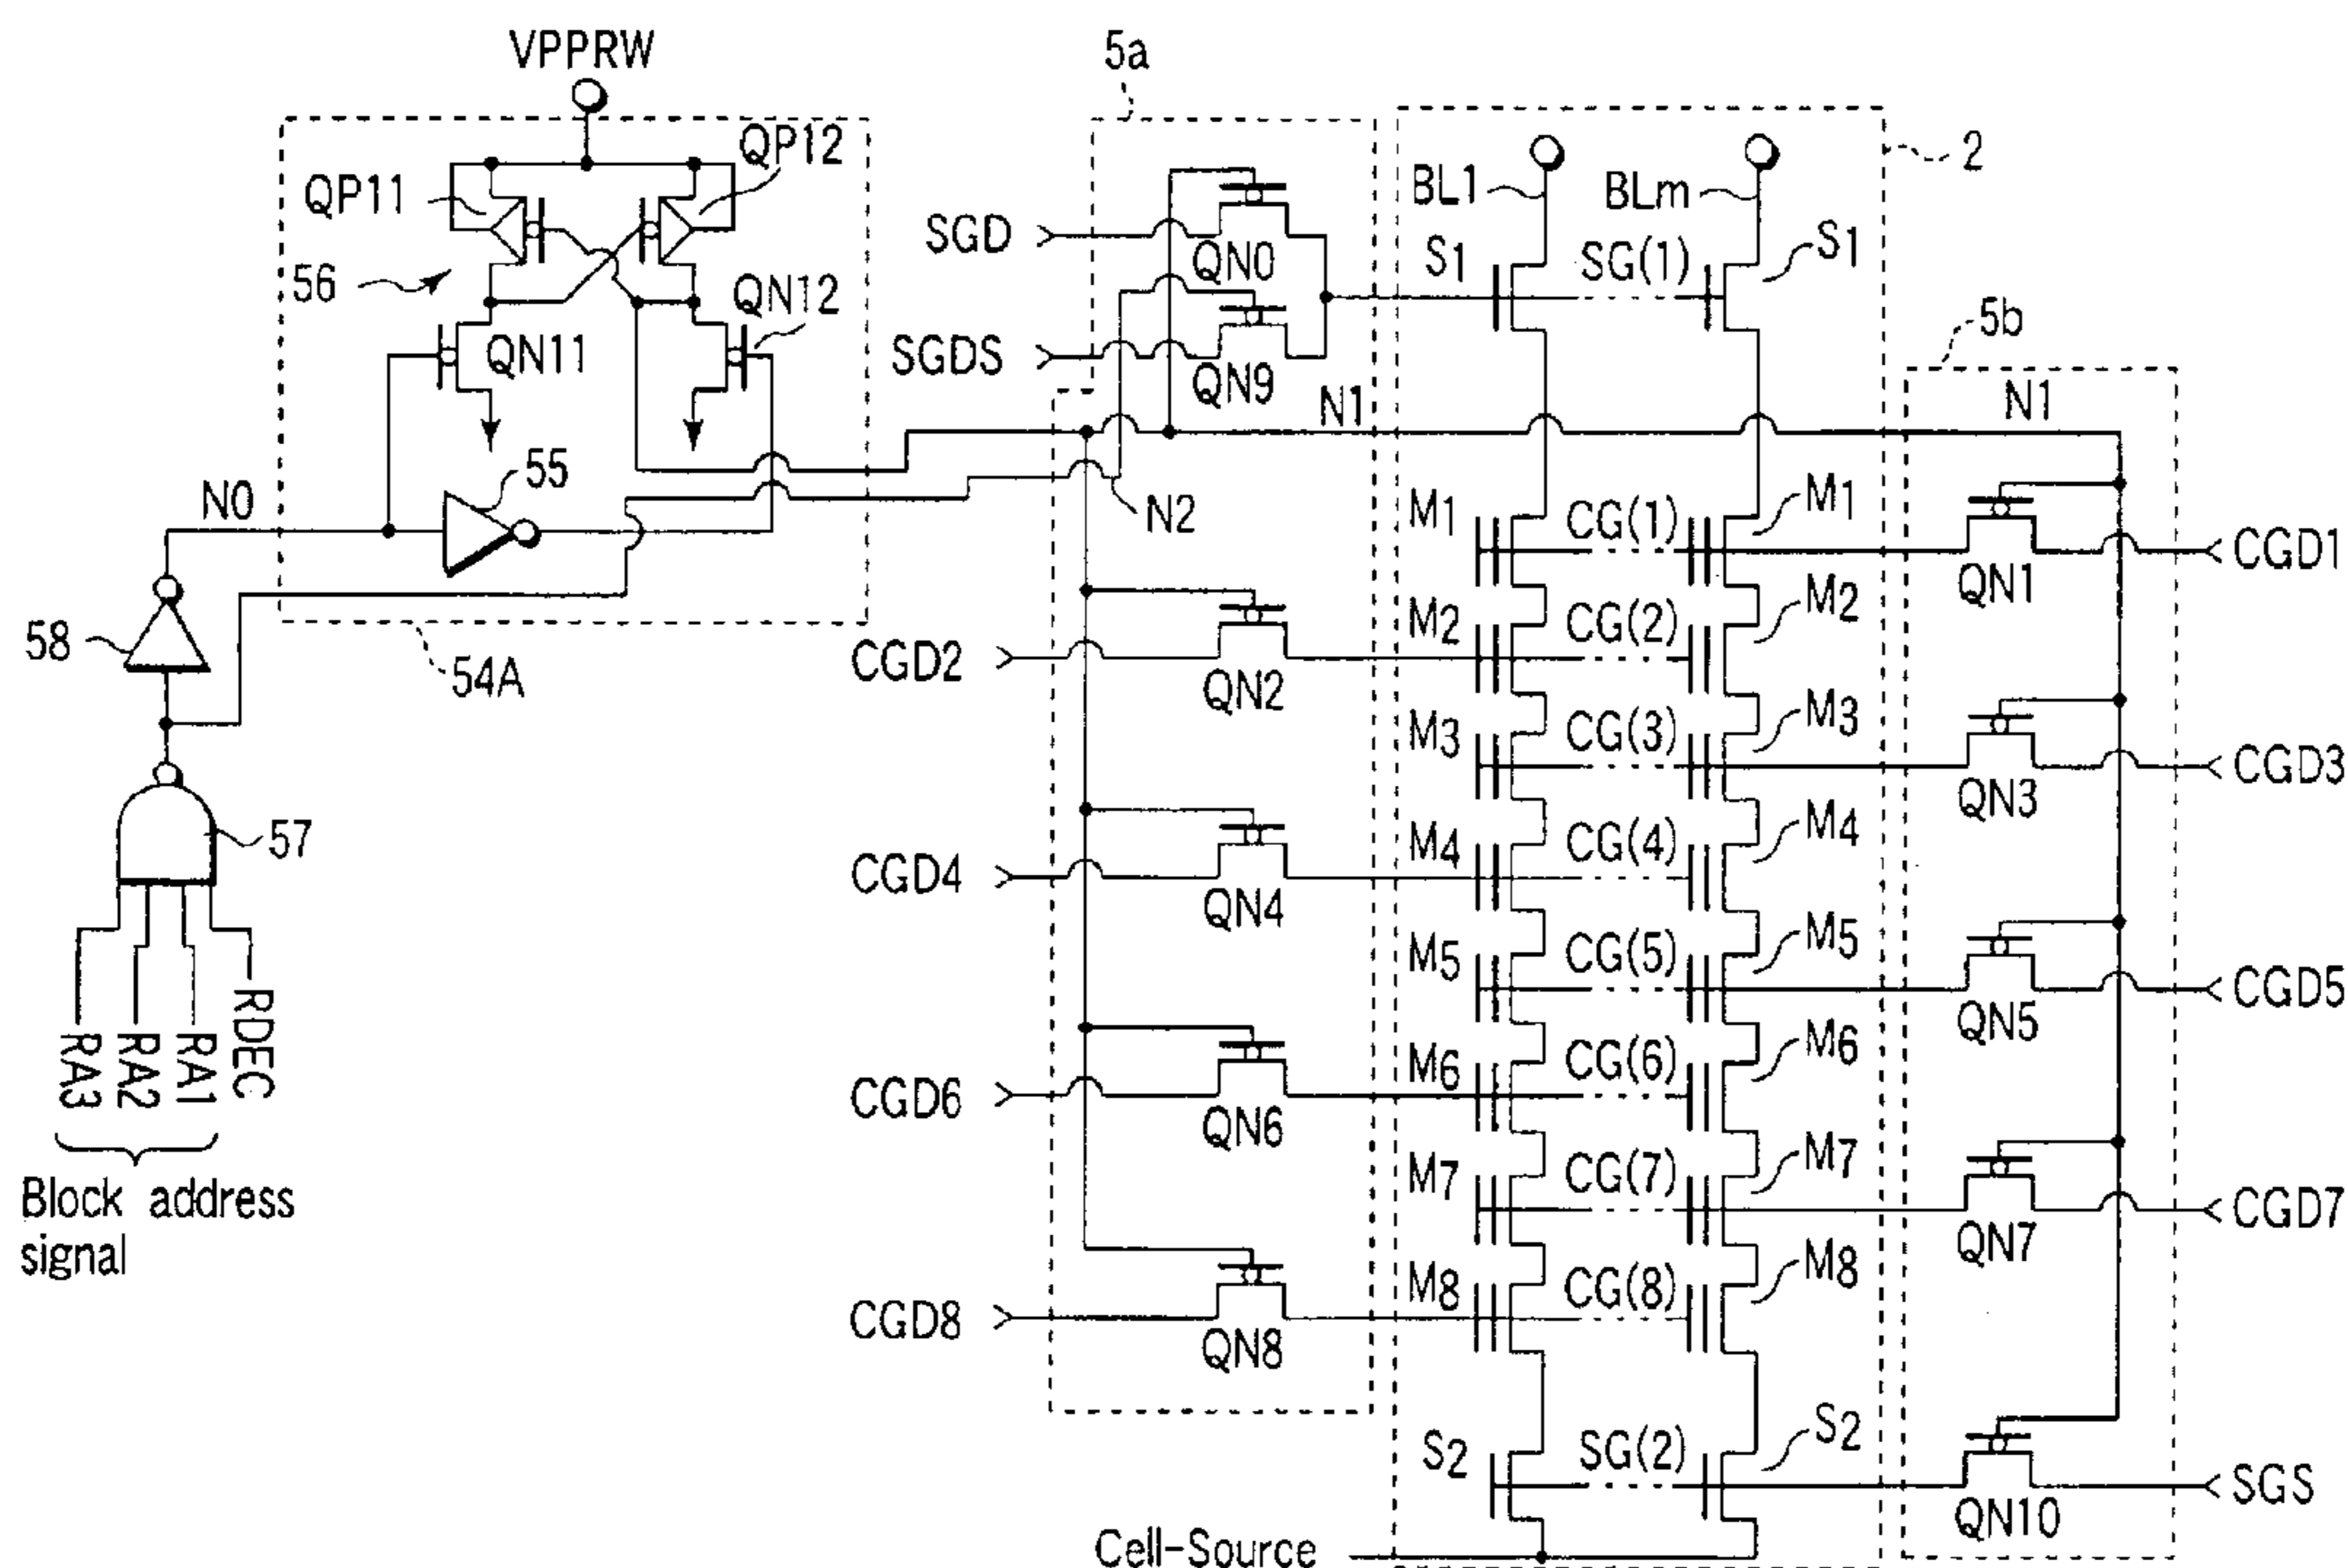 VPPRW
5a
QP12
2
QP11
BL1
BLm
SGD
S1
SG(1)
S1
56
QN12
QN0
5b
QN11
SGDS
QN9
N1
N1
55
N0
N2
M1
CG(1)
M1
CGD1
QN1
58
M2
CG(2)
M2
CGD2
54A
QN2
M3
CG(3)
M3
CGD3
QN3
57
M4
CG(4)
M4
CGD4
QN4
M5
CG(5)
M5
CGD5
QN5
RA3
RA2
RA1
RDEC
M6
CG(6)
M6
CGD6
QN6
Block address
signal
M7
CG(7)
M7
CGD7
QN7
M8
CG(8)
M8
CGD8
QN8
S2
SG(2)
S2
SGS
QN10
Cell-Source